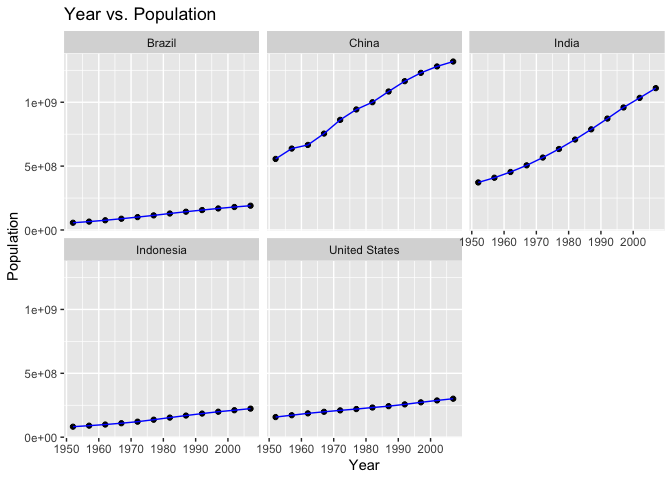 Year vs. Population
Brazil China India
1e+09
5e+08
0e+00
1950 1960 1970 1980 1990 2000
Population
Indonesia United States
1e+09
5e+08
0e+00
1950 1960 1970 1980 1990 2000 1950 1960 1970 1980 1990 2000
Year